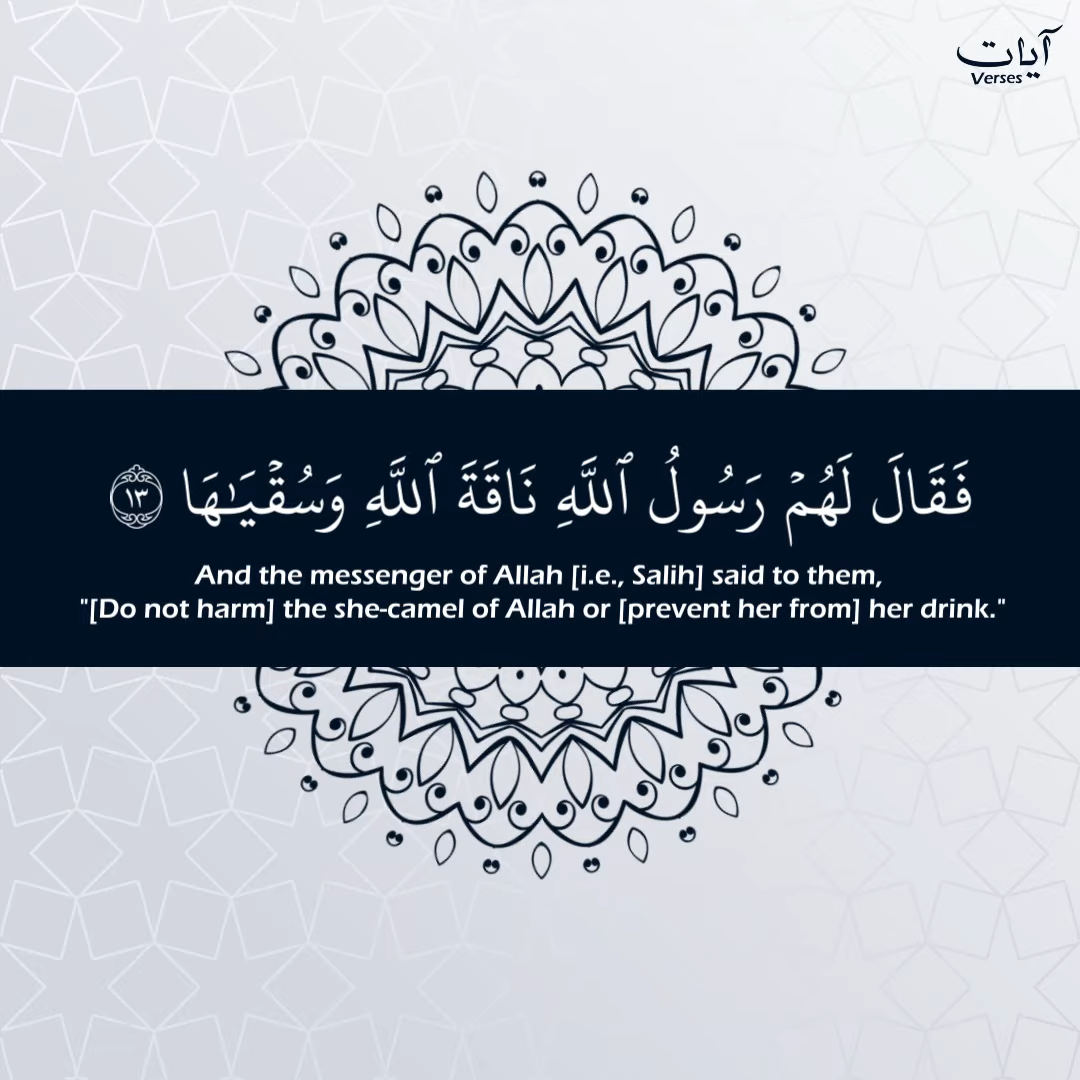 آيات
Verses
فَقَالَ لَهُمۡ رَسُولُ ٱللَّهِ نَاقَةَ ٱللَّهِ وَسُقۡيَـٰهَا ١٣
And the messenger of Allah [i.e., Salih] said to them,
"[Do not harm] the she-camel of Allah or [prevent her from] her drink."